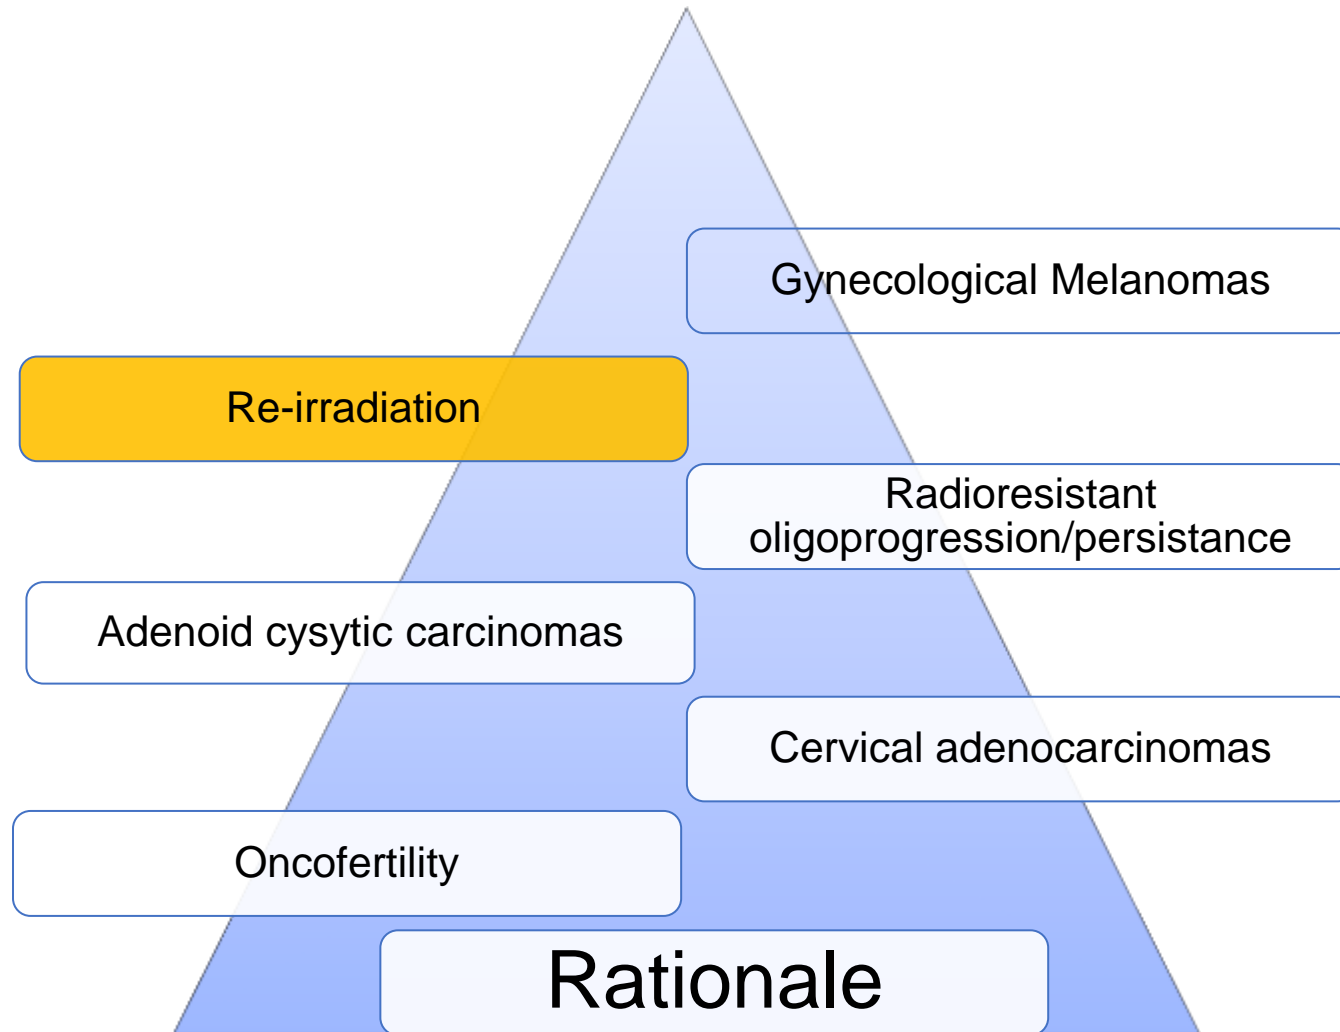 Gynecological Melanomas
Re-irradiation
Radioresistant
oligoprogression/persistance
Adenoid cysytic carcinomas
Cervical adenocarcinomas
Oncofertility
Rationale